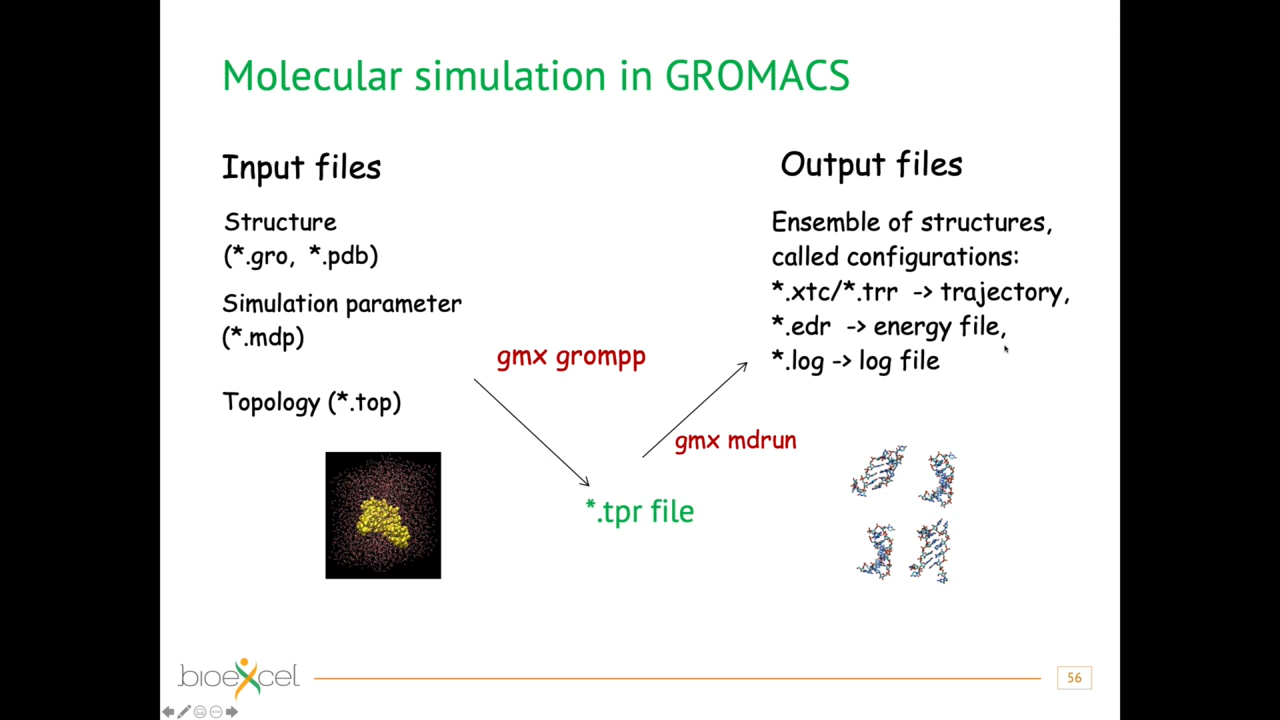 Molecular simulation in GROMACS
Input files
Structure
(*.gro, *.pdb)
Simulation parameter
(*.mdp)
Topology (*.top)
gmx grompp
*.tpr file
gmx mdrun
Output files
Ensemble of structures,
called configurations:
*.xtc/*.trr -> trajectory,
*.edr -> energy file,
*.log -> log file
bioexcel
56